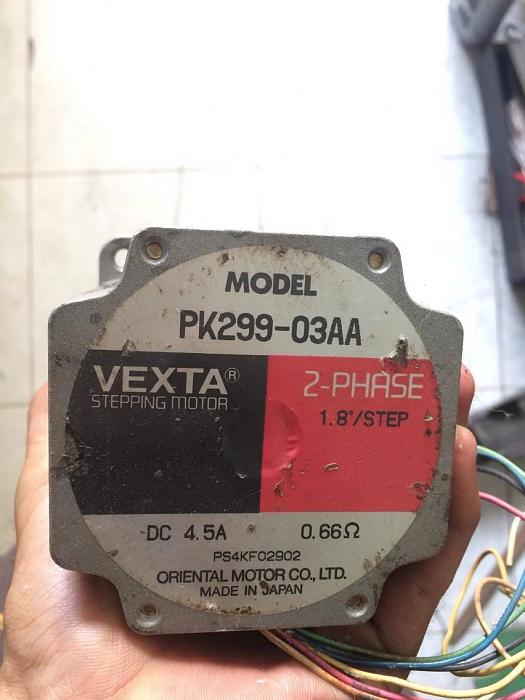 MODEL
PK299-03AA
VEXTA®
STEPPING MOTOR
2-PHASE
1.8°/STEP
DC 4.5A
0.66Ω
PS4KF02902
ORIENTAL MOTOR CO., LTD.
MADE IN JAPAN